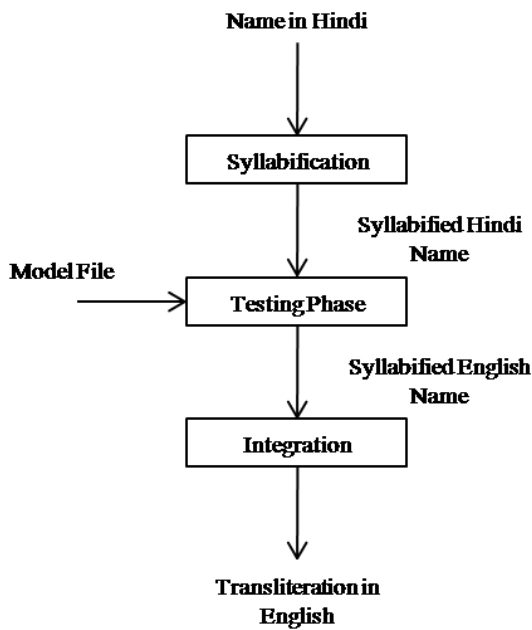 Name in Hindi
Syllabification
Syllabified Hindi
Name
Model File
Testing Phase
Syllabified English
Name
Integration
Transliteration in
English